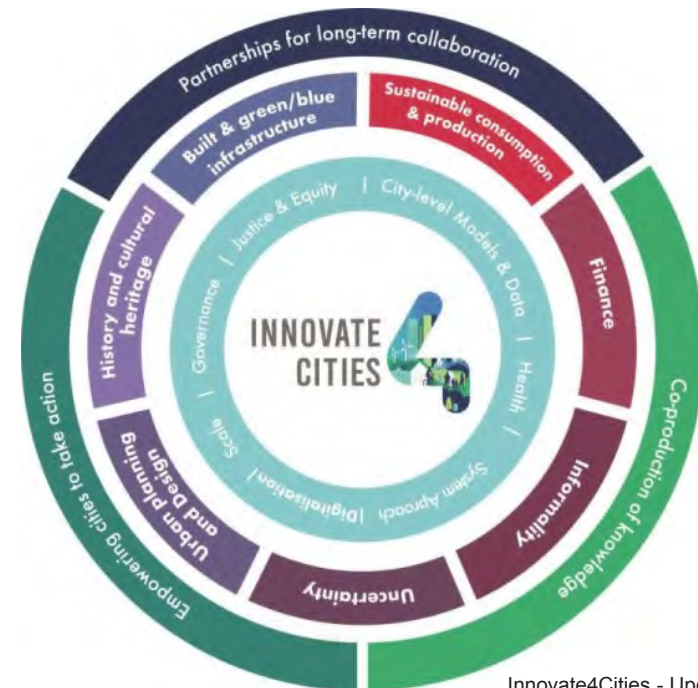 Partnerships for long-term collaboration
Co-production of knowledge
Empowering cities to take action
Built & green/blue
infrastructure
Sustainable consumption
& production
Finance
Informality
Uncertainty
Urban planning
and Design
History and cultural
heritage
Justice & Equity | City-level Models & Data | Health | System Aproach | Digitalisation | Scale | Governance |
INNOVATE
CITIES
4
Innovate4Cities -